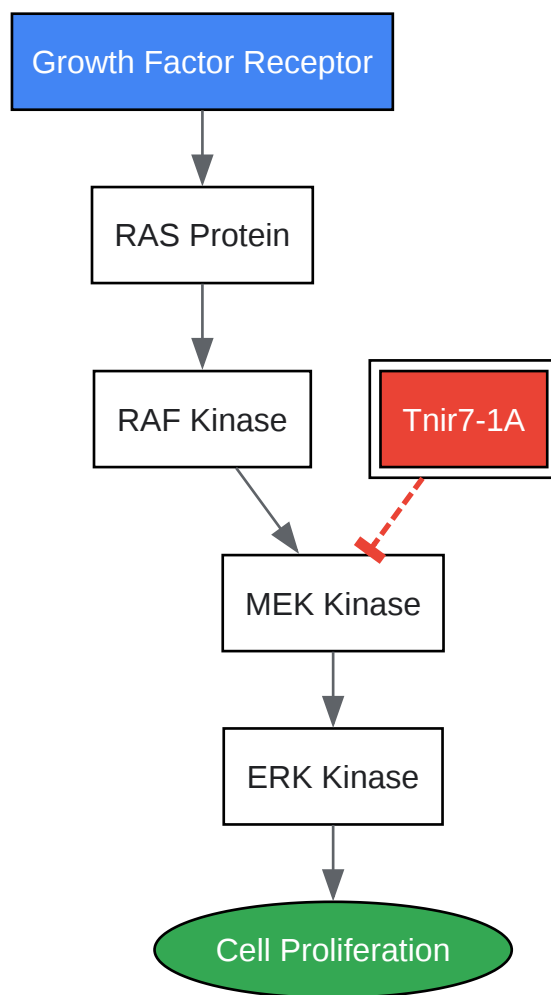 Growth Factor Receptor
RAS Protein
RAF Kinase
Tnir7-1A
MEK Kinase
ERK Kinase
Cell Proliferation